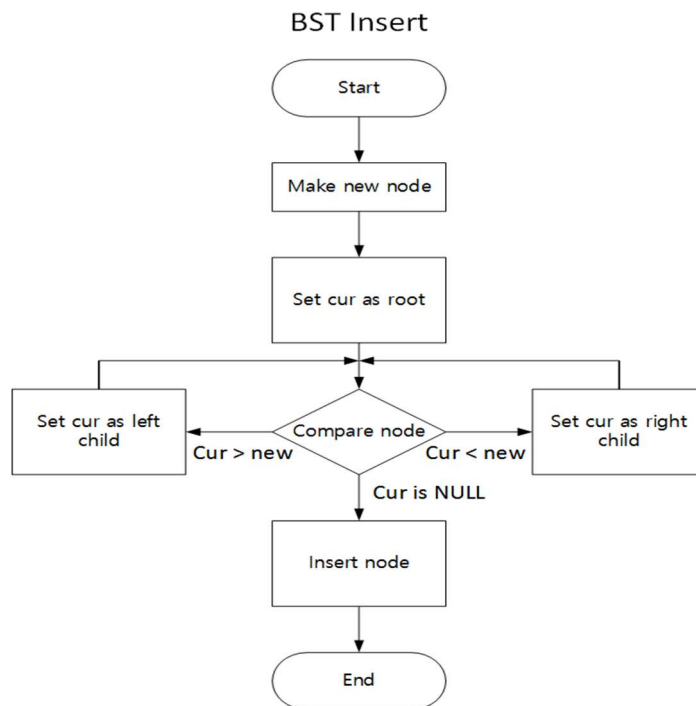 BST Insert
Start
Make new node
Set cur as root
Set cur as left
child
Compare node
Set cur as right
child
Cur > new
Cur < new
Cur is NULL
Insert node
End